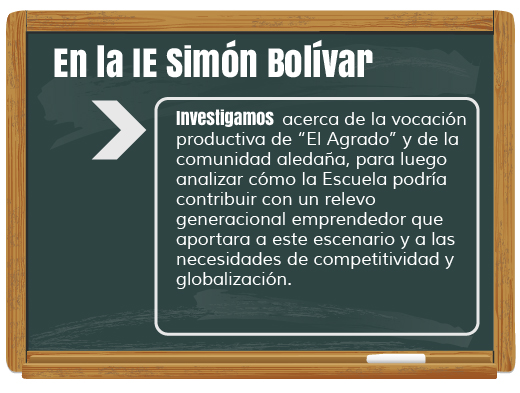 En la IE Simón Bolívar
Investigamos acerca de la vocación
productiva de “El Agrado” y de la
comunidad aledaña, para luego
analizar cómo la Escuela podría
contribuir con un relevo
generacional emprendedor que
aportara a este escenario y a las
necesidades de competitividad y
globalización.